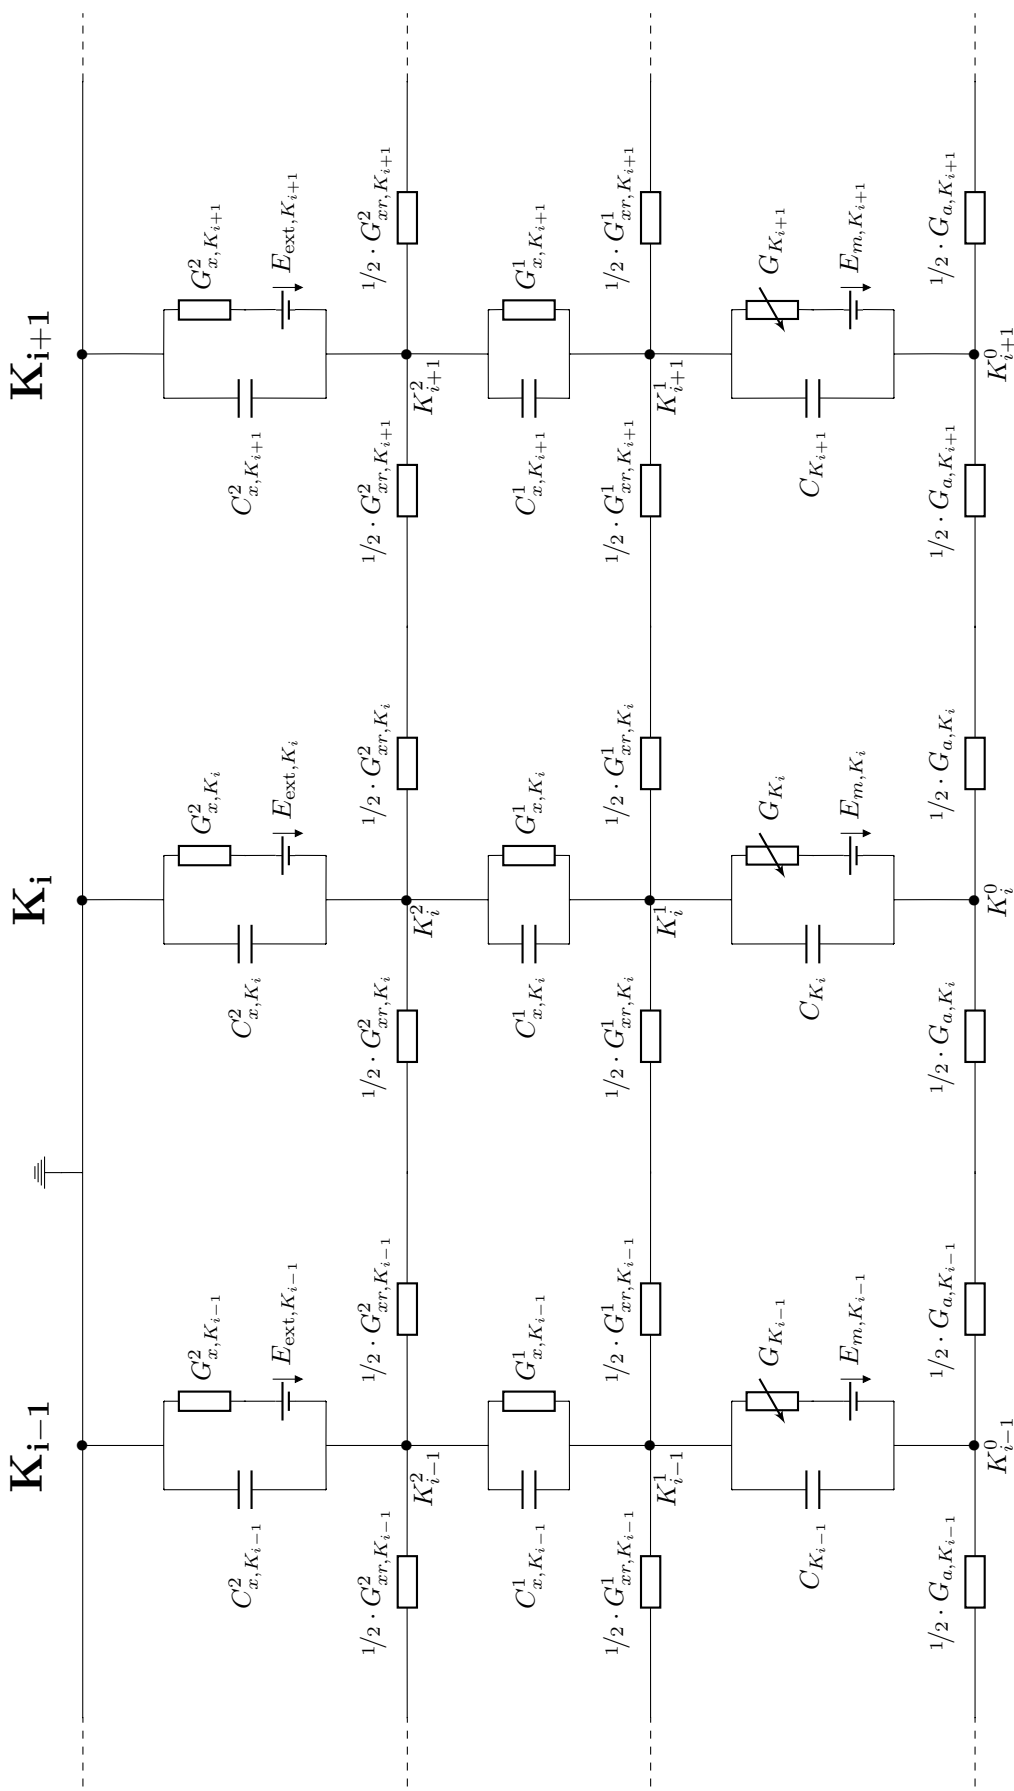 K_{i−1}
K_i
K_{i+1}
G^2_{x,K_{i−1}}
G^2_{x,K_i}
G^2_{x,K_{i+1}}
C^2_{x,K_{i−1}}
C^2_{x,K_i}
C^2_{x,K_{i+1}}
E_{ext,K_{i−1}}
E_{ext,K_i}
E_{ext,K_{i+1}}
1/2 · G^2_{xr,K_{i−1}}
1/2 · G^2_{xr,K_{i−1}}
1/2 · G^2_{xr,K_i}
1/2 · G^2_{xr,K_i}
1/2 · G^2_{xr,K_{i+1}}
1/2 · G^2_{xr,K_{i+1}}
K^2_{i−1}
K^2_i
K^2_{i+1}
C^1_{x,K_{i−1}}
G^1_{x,K_{i−1}}
C^1_{x,K_i}
G^1_{x,K_i}
C^1_{x,K_{i+1}}
G^1_{x,K_{i+1}}
1/2 · G^1_{xr,K_{i−1}}
1/2 · G^1_{xr,K_{i−1}}
1/2 · G^1_{xr,K_i}
1/2 · G^1_{xr,K_i}
1/2 · G^1_{xr,K_{i+1}}
1/2 · G^1_{xr,K_{i+1}}
K^1_{i−1}
K^1_i
K^1_{i+1}
G_{K_{i−1}}
G_{K_i}
G_{K_{i+1}}
C_{K_{i−1}}
C_{K_i}
C_{K_{i+1}}
E_{m,K_{i−1}}
E_{m,K_i}
E_{m,K_{i+1}}
1/2 · G_{a,K_{i−1}}
1/2 · G_{a,K_{i−1}}
1/2 · G_{a,K_i}
1/2 · G_{a,K_i}
1/2 · G_{a,K_{i+1}}
1/2 · G_{a,K_{i+1}}
K^0_{i−1}
K^0_i
K^0_{i+1}